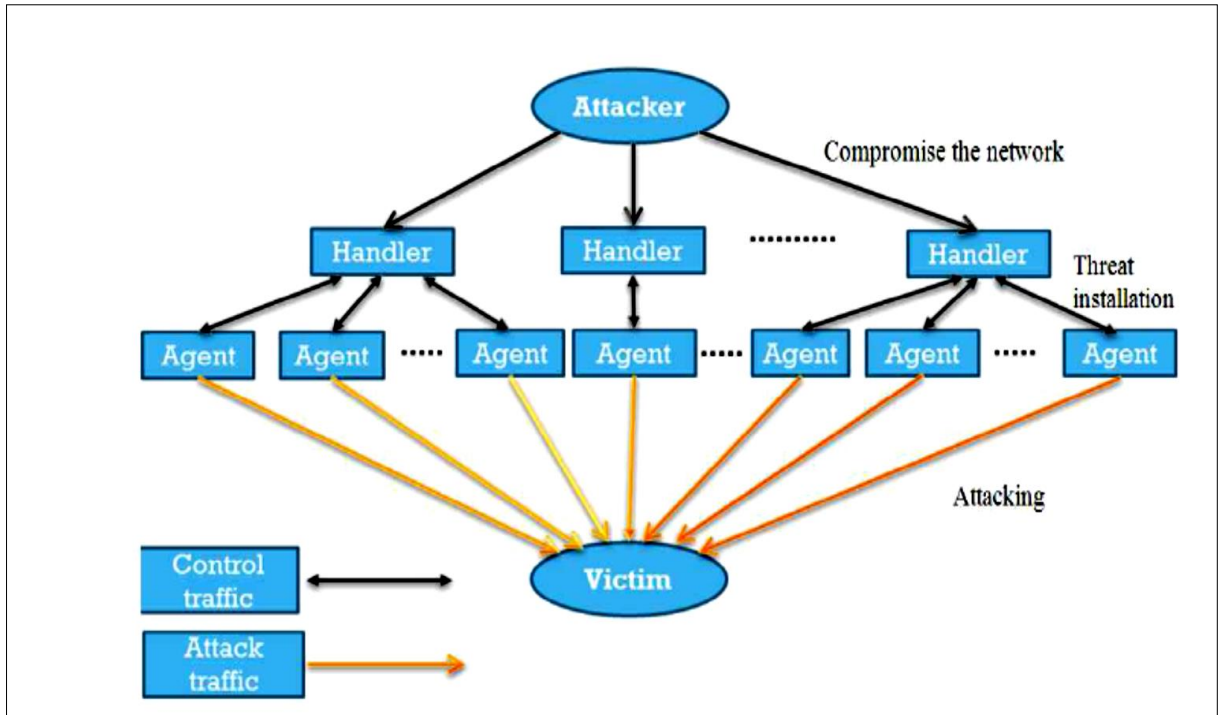 Attacker
Compromise the network
Handler
Handler
..........
Handler
Threat
installation
Agent
Agent
.....
Agent
Agent
.....
Agent
Agent
.....
Agent
Attacking
Victim
Control
traffic
Attack
traffic